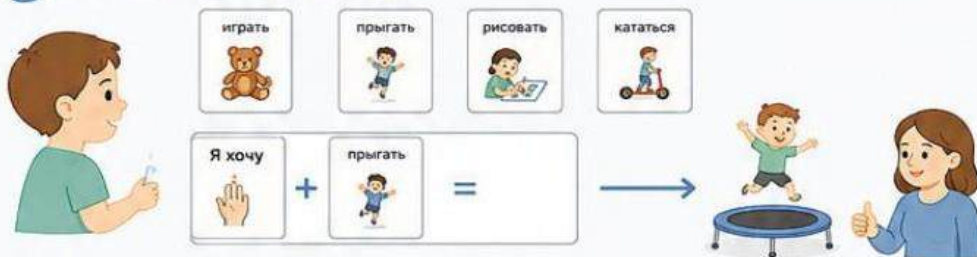 играть
прыгать
рисовать
кататься
Я хочу + прыгать =